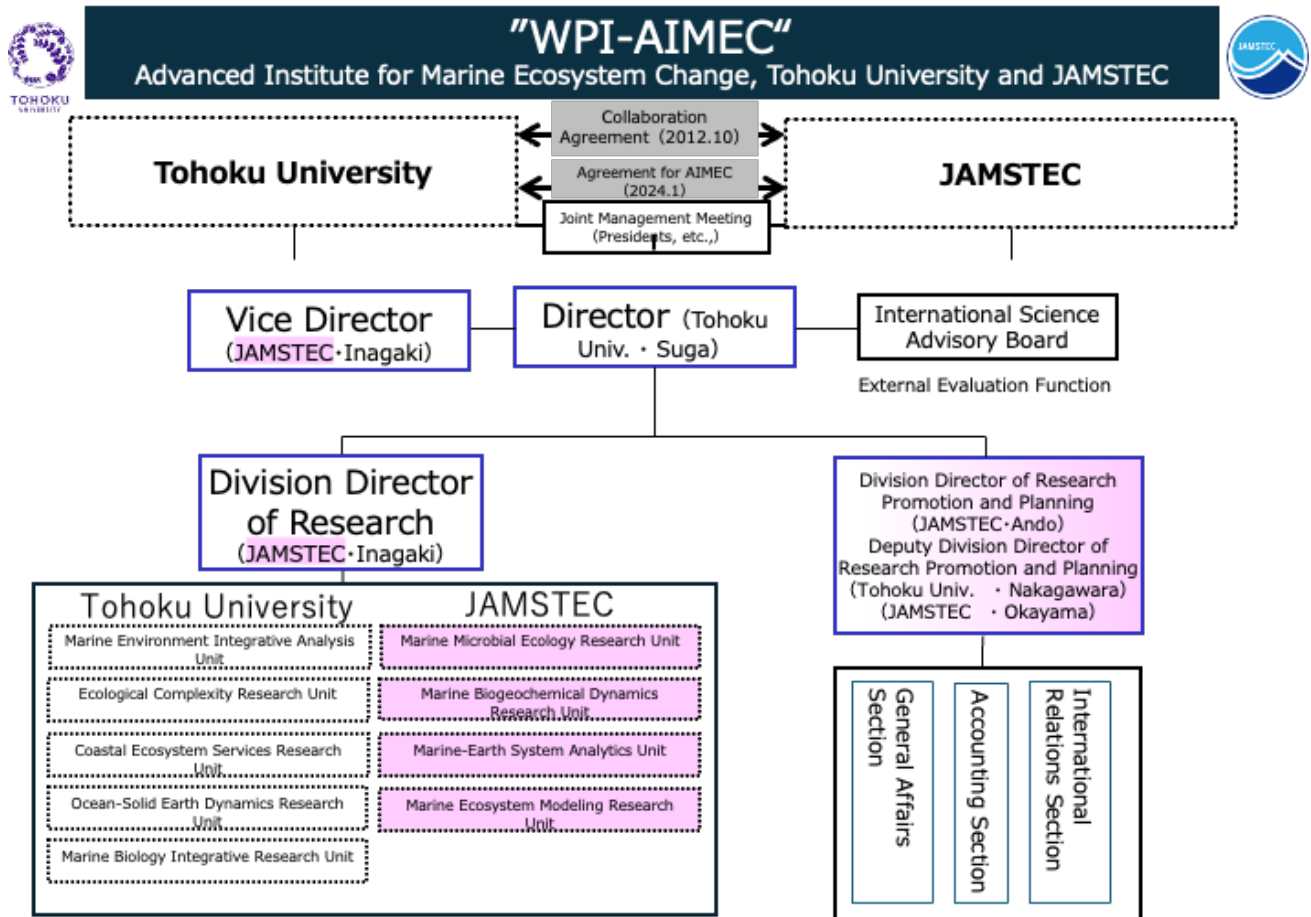 "WPI-AIMEC"
Advanced Institute for Marine Ecosystem Change, Tohoku University and JAMSTEC
TOHOKU
UNIVERSITY
JAMSTEC
Collaboration
Agreement (2012.10)
Tohoku University
Agreement for AIMEC
(2024.1)
JAMSTEC
Joint Management Meeting
(Presidents, etc.,)
Vice Director
(JAMSTEC・Inagaki)
Director (Tohoku
Univ. ・ Suga)
International Science
Advisory Board
External Evaluation Function
Division Director
of Research
(JAMSTEC・Inagaki)
Division Director of Research
Promotion and Planning
(JAMSTEC・Ando)
Deputy Division Director of
Research Promotion and Planning
(Tohoku Univ. ・ Nakagawara)
(JAMSTEC ・ Okayama)
Tohoku University
Marine Environment Integrative Analysis
Unit
Ecological Complexity Research Unit
Coastal Ecosystem Services Research
Unit
Ocean-Solid Earth Dynamics Research
Unit
Marine Biology Integrative Research Unit
JAMSTEC
Marine Microbial Ecology Research Unit
Marine Biogeochemical Dynamics
Research Unit
Marine-Earth System Analytics Unit
Marine Ecosystem Modeling Research
Unit
General Affairs
Section
Accounting Section
International
Relations Section